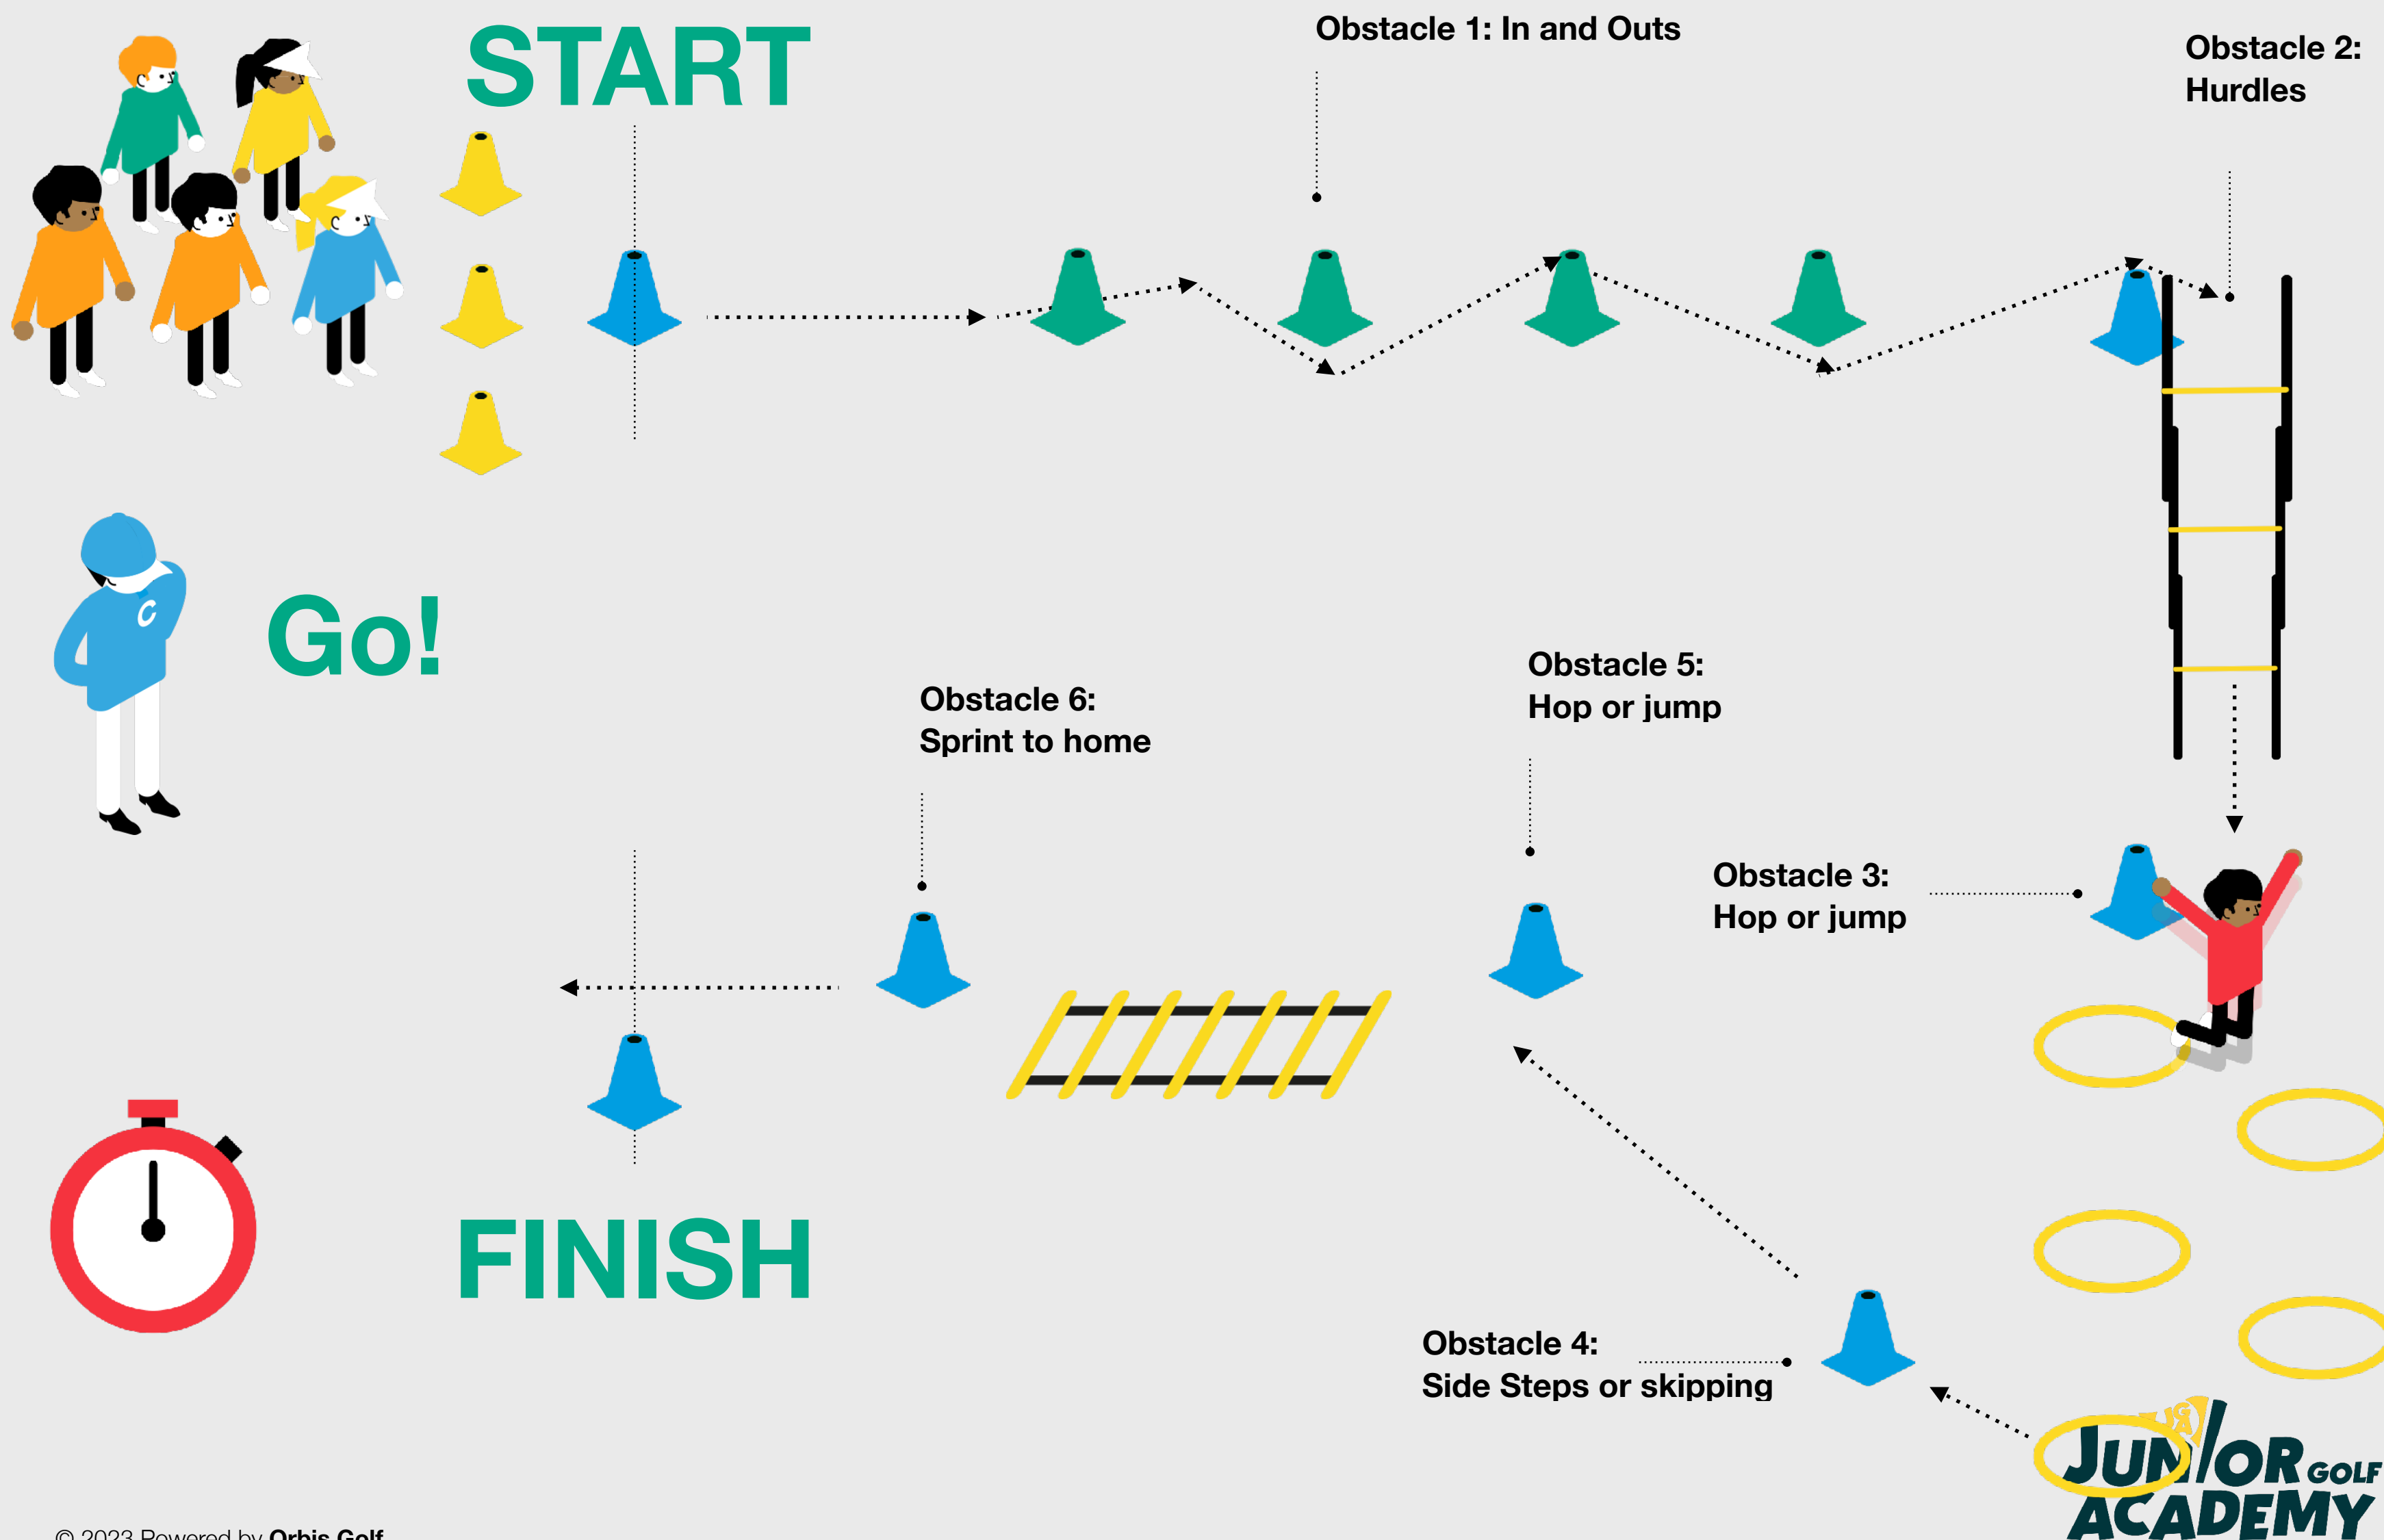 START
Obstacle 1: In and Outs
Obstacle 2:
Hurdles
C
Go!
Obstacle 5:
Hop or jump
Obstacle 6:
Sprint to home
Obstacle 3:
Hop or jump
FINISH
Obstacle 4:
Side Steps or skipping
JGA
JUNIOR GOLF
ACADEMY
© 2023 Powered by Orbis Golf